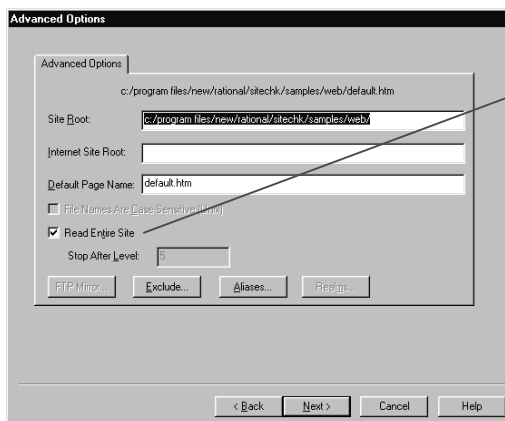 Advanced Options
Advanced Options
c:/program files/new/rational/sitechk/samples/web/default.htm
Site Root: c:/program files/new/rational/sitechk/samples/web/
Internet Site Root:
Default Page Name: default.htm
File Names Are Case-Sensitive (Unix)
Read Entire Site
Stop After Level: 5
FTP Mirror... Exclude... Aliases... Realms...
< Back Next > Cancel Help